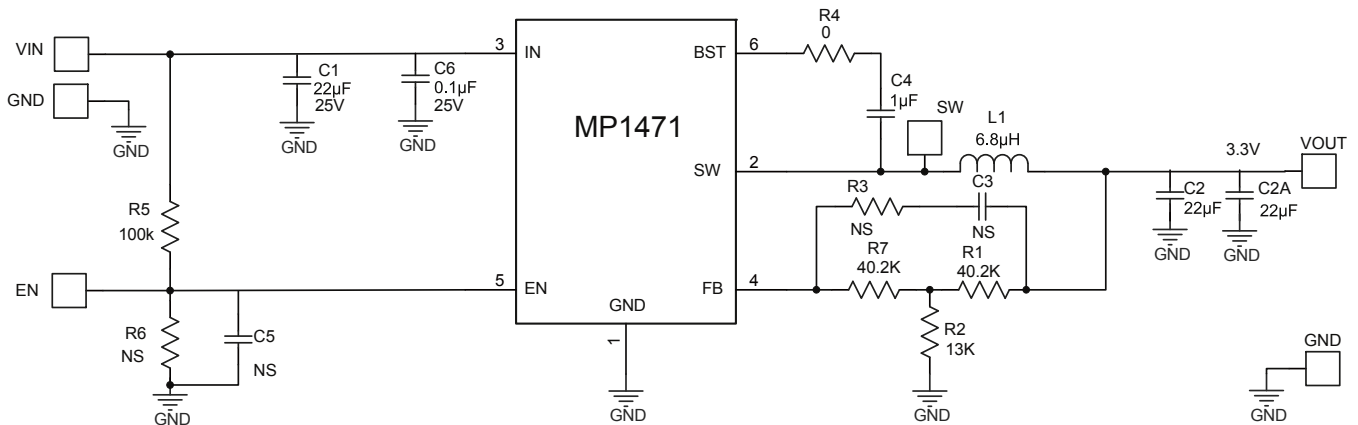 VIN
GND
GND
R5
100k
EN
R6
NS
C5
NS
GND
C1
22µF
25V
GND
C6
0.1µF
25V
GND
3
IN
5
EN
MP1471
GND
1
GND
BST
6
SW
2
FB
4
R4
0
C4
1µF
SW
L1
6.8µH
R3
NS
C3
NS
R7
40.2K
R1
40.2K
R2
13K
GND
3.3V
VOUT
C2
22µF
GND
C2A
22µF
GND
GND
GND